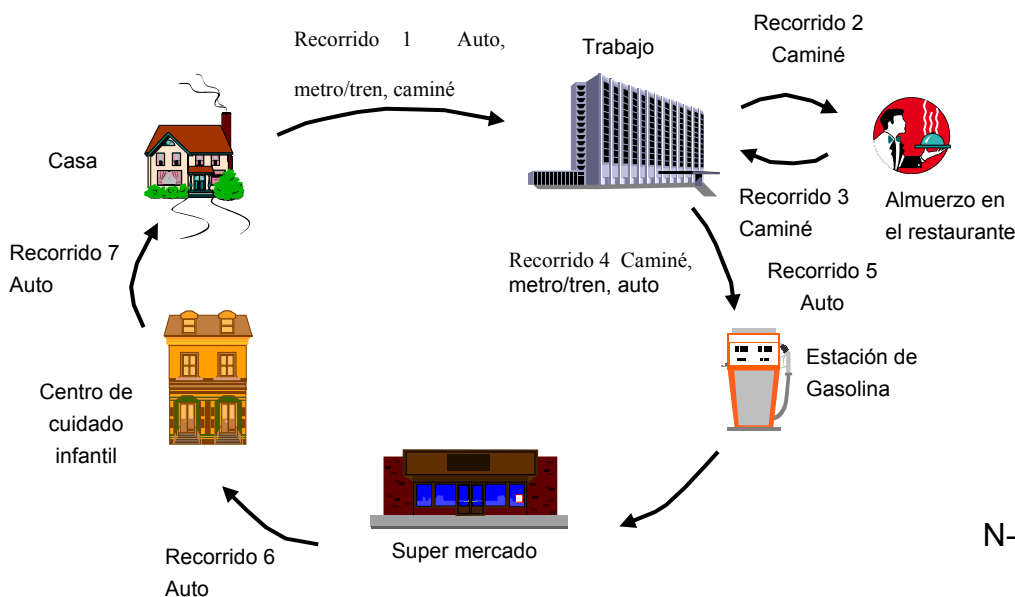 Recorrido 1 Auto,
metro/tren, caminé
Trabajo
Recorrido 2
Caminé
Casa
Recorrido 3
Caminé
Almuerzo en
el restaurante
Recorrido 4 Caminé,
metro/tren, auto
Recorrido 5
Auto
Estación de
Gasolina
Recorrido 7
Auto
Centro de
cuidado
infantil
Super mercado
Recorrido 6
Auto
N-